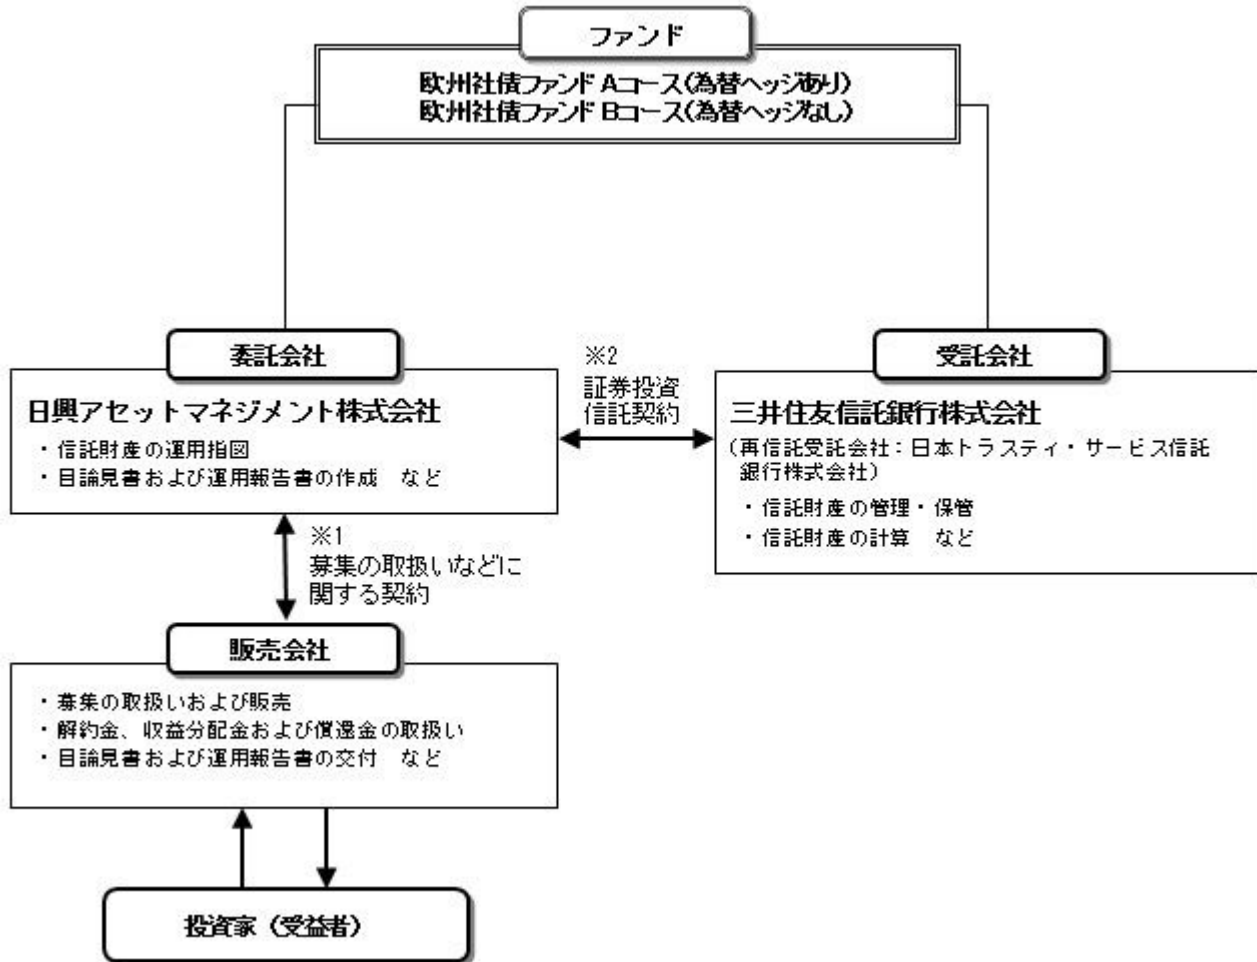 ファンド
欧州社債ファンド Aコース(為替ヘッジあり)
欧州社債ファンド Bコース(為替ヘッジなし)
委託会社
日興アセットマネジメント株式会社
・信託財産の運用指図
・目論見書および運用報告書の作成 など
※2
証券投資
信託契約
受託会社
三井住友信託銀行株式会社
(再信託受託会社：日本トラスティ・サービス信託
銀行株式会社)
・信託財産の管理・保管
・信託財産の計算 など
※1
募集の取扱いなどに
関する契約
販売会社
・募集の取扱いおよび販売
・解約金、収益分配金および償還金の取扱い
・目論見書および運用報告書の交付 など
投資家（受益者）